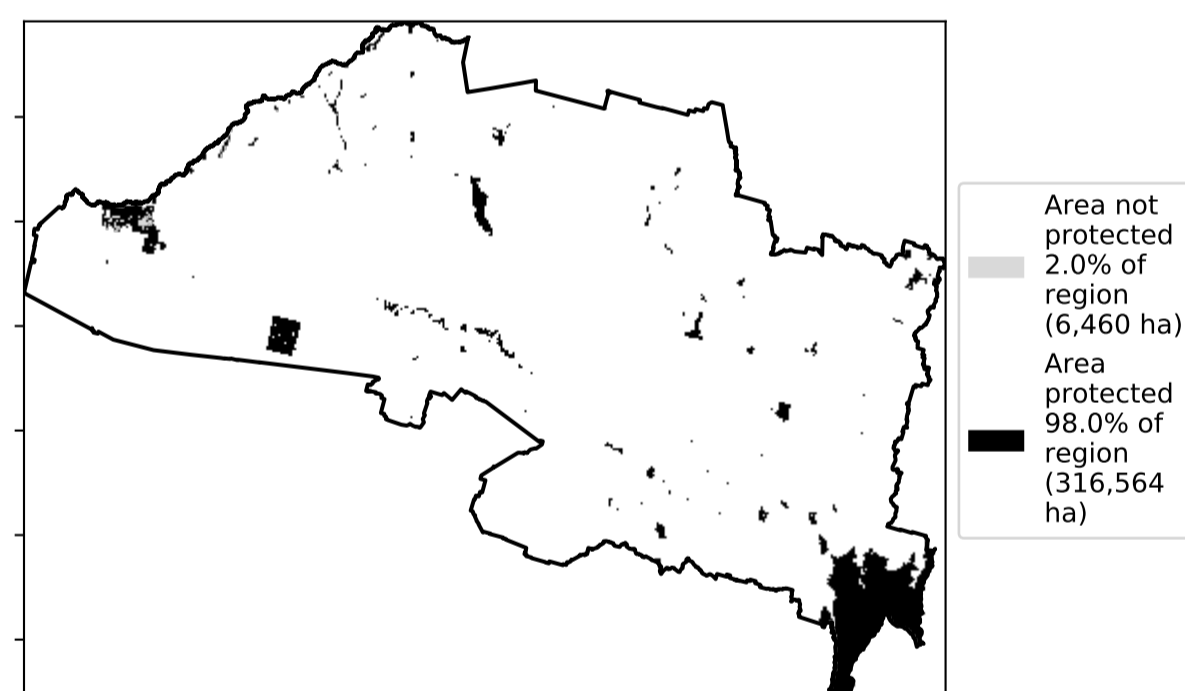 Area not
protected
2.0% of
region
(6,460 ha)
Area
protected
98.0% of
region
(316,564
ha)